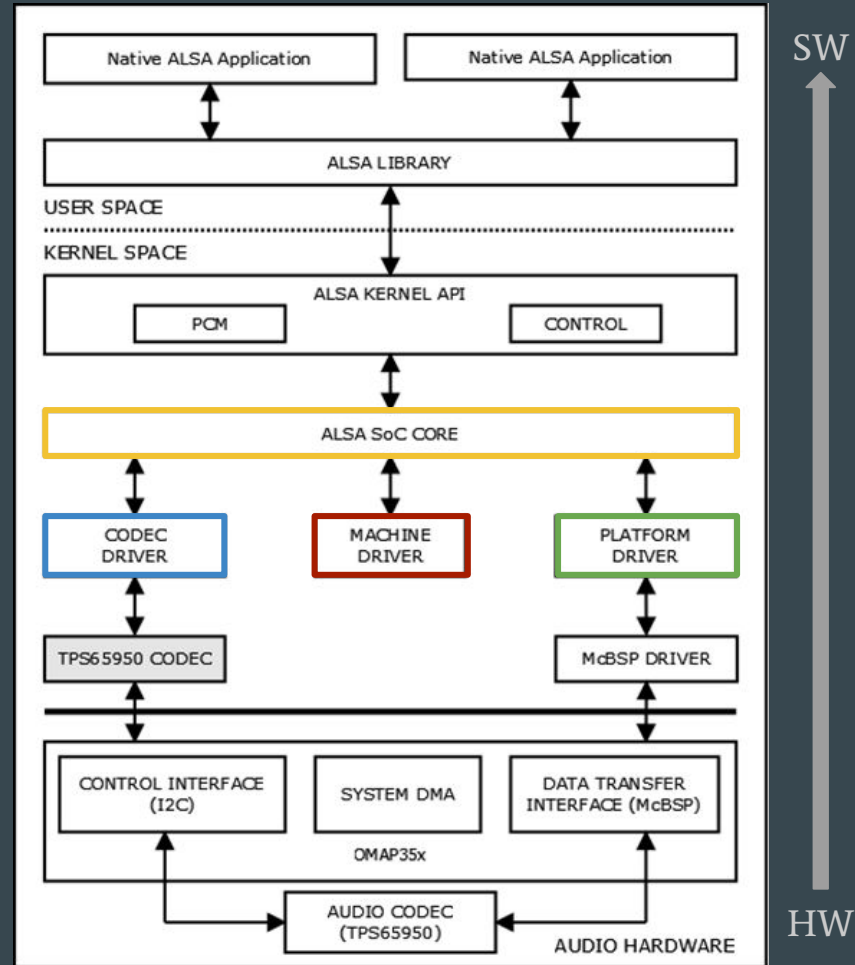 Native ALSA Application
Native ALSA Application
SW
ALSA LIBRARY
USER SPACE
KERNEL SPACE
ALSA KERNEL API
PCM
CONTROL
ALSA SoC CORE
CODEC
DRIVER
MACHINE
DRIVER
PLATFORM
DRIVER
TPS65950 CODEC
McBSP DRIVER
CONTROL INTERFACE
(I2C)
SYSTEM DMA
DATA TRANSFER
INTERFACE (McBSP)
OMAP35x
AUDIO CODEC
(TPS65950)
AUDIO HARDWARE
HW